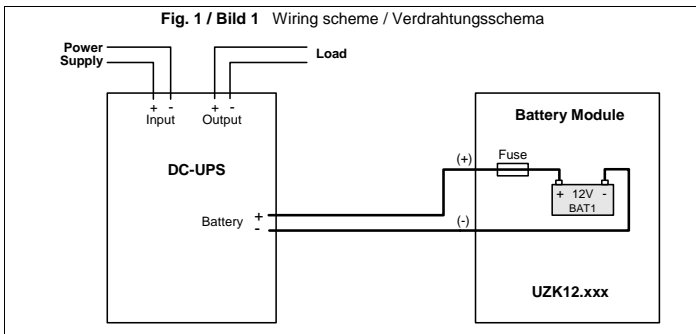 Fig. 1 / Bild 1 Wiring scheme / Verdrahtungsschema
Power
Supply
Load
+ - + -
Input Output
DC-UPS
Battery + -
Battery Module
(+)
Fuse
+ 12V -
BAT1
(-)
UZK12.xxx